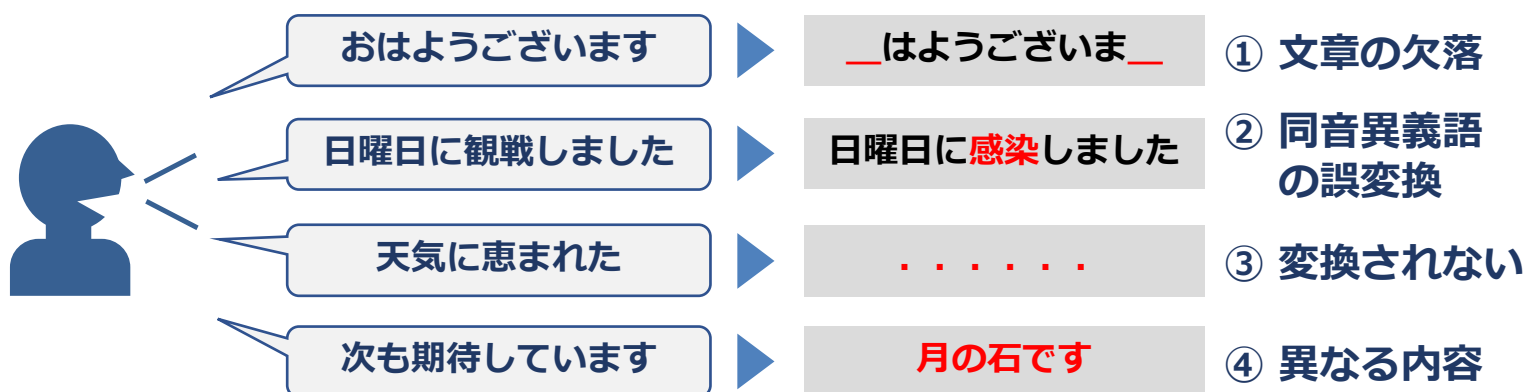 おはようございます
__はようございま__
① 文章の欠落
日曜日に観戦しました
日曜日に感染しました
② 同音異義語
の誤変換
天気に恵まれた
. . . . . .
③ 変換されない
次も期待しています
月の石です
④ 異なる内容